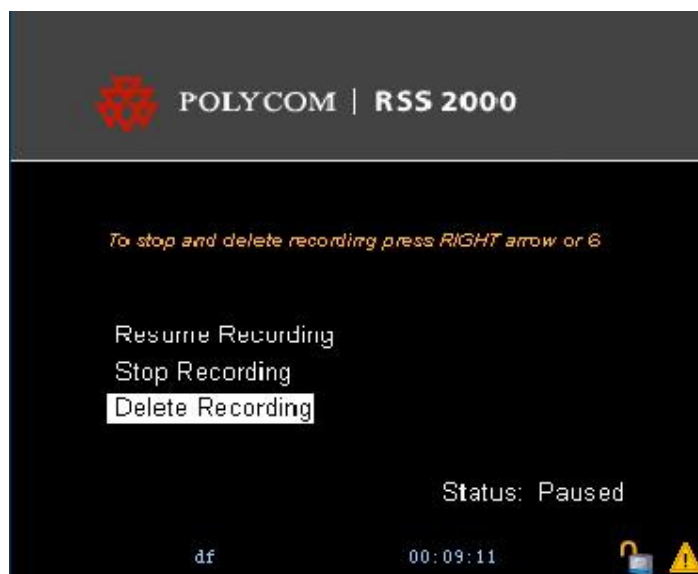 POLYCOM | RSS 2000
To stop and delete recording press RIGHT arrow or 6
Resume Recording
Stop Recording
Delete Recording
Status: Paused
df 00:09:11